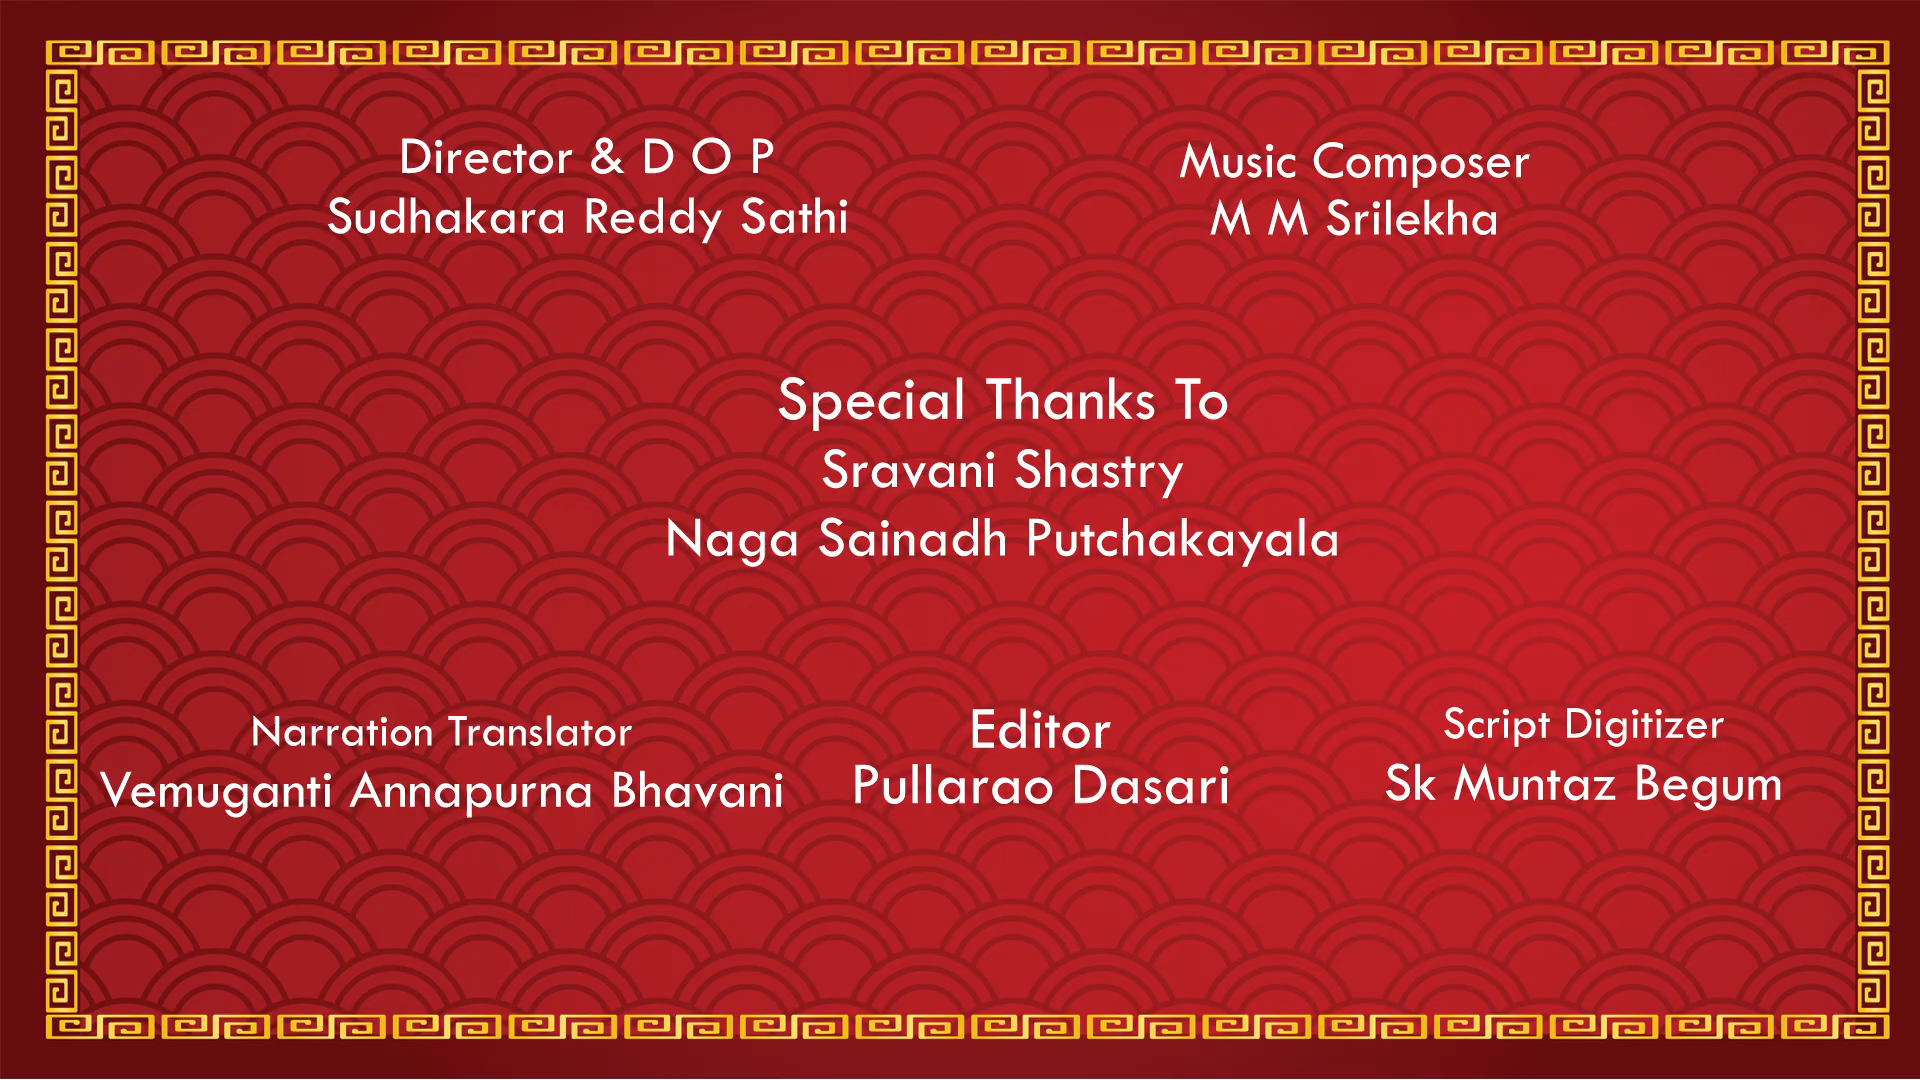 Director & D O P
Sudhakara Reddy Sathi
Music Composer
M M Srilekha
Special Thanks To
Sravani Shastry
Naga Sainadh Putchakayala
Narration Translator
Vemuganti Annapurna Bhavani
Editor
Pullarao Dasari
Script Digitizer
Sk Muntaz Begum